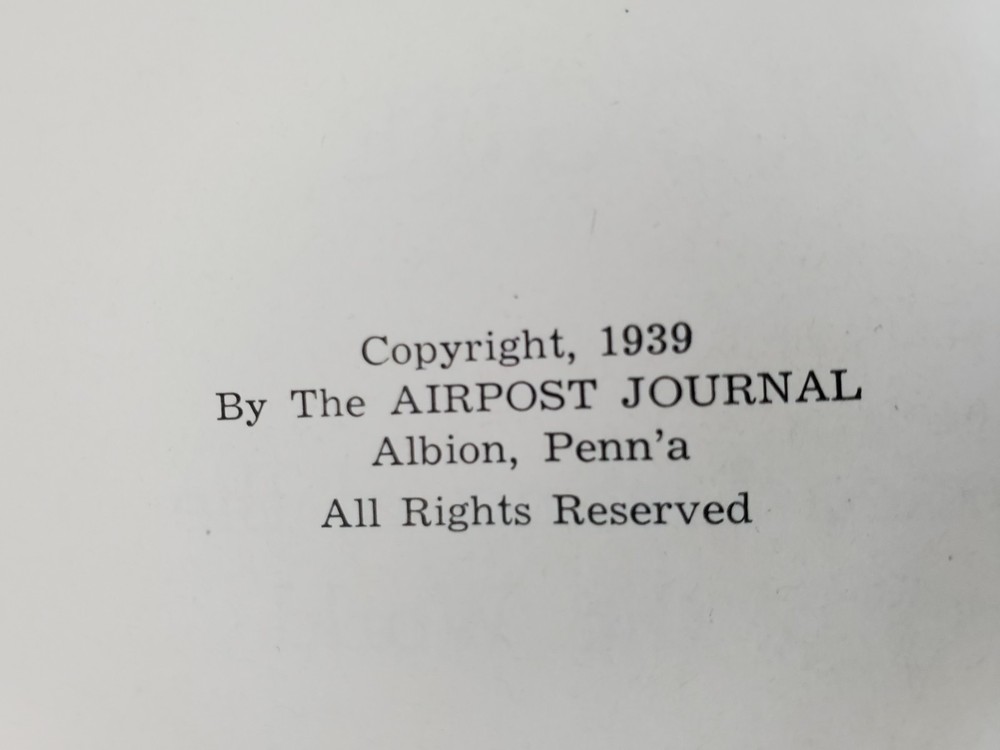 Copyright, 1939
By The AIRPOST JOURNAL
Albion, Penn'a
All Rights Reserved